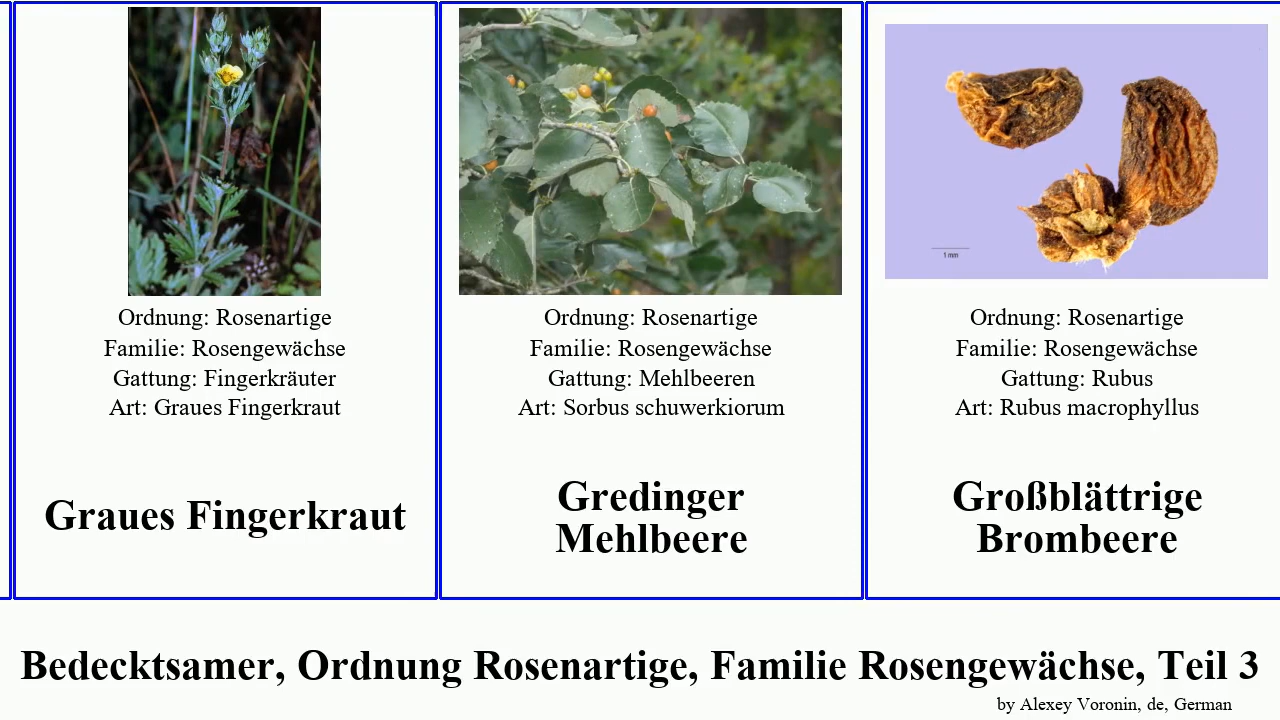 Ordnung: Rosenartige
Familie: Rosengewächse
Gattung: Fingerkräuter
Art: Graues Fingerkraut
Graues Fingerkraut
Ordnung: Rosenartige
Familie: Rosengewächse
Gattung: Mehlbeeren
Art: Sorbus schuwerkiorum
Gredinger
Mehlbeere
1 mm
Ordnung: Rosenartige
Familie: Rosengewächse
Gattung: Rubus
Art: Rubus macrophyllus
Großblättrige
Brombeere
Bedecktsamer, Ordnung Rosenartige, Familie Rosengewächse, Teil 3
by Alexey Voronin, de, German